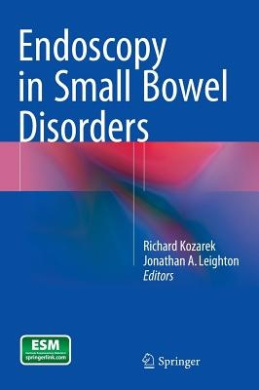 Endoscopy
in Small Bowel
Disorders
Richard Kozarek
Jonathan A. Leighton
Editors
ESM
springerlink.com
Springer